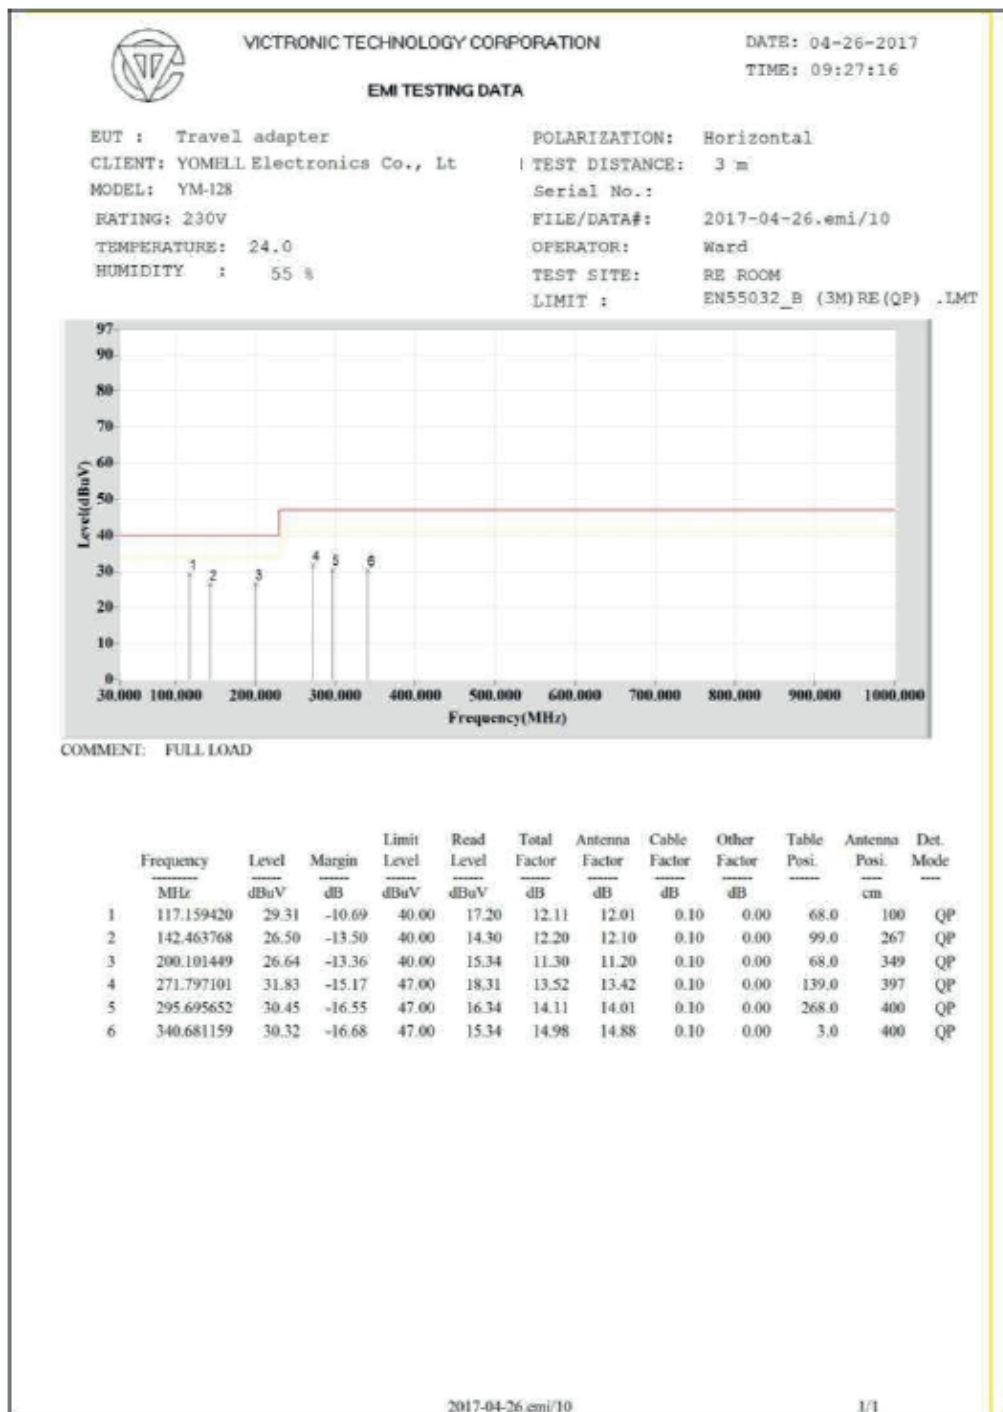 VICTRONIC TECHNOLOGY CORPORATION
DATE: 04-26-2017
TIME: 09:27:16
EMI TESTING DATA
EUT : Travel adapter
POLARIZATION: Horizontal
CLIENT: YOMELL Electronics Co., Lt
TEST DISTANCE: 3 m
MODEL: YM-128
Serial No.:
RATING: 230V
FILE/DATA#: 2017-04-26.emi/10
TEMPERATURE: 24.0
OPERATOR: Ward
HUMIDITY : 55 %
TEST SITE: RE ROOM
LIMIT : EN55032_B (3M)RE(QP) .LMT
97
90
80
70
60
50
40
30
20
10
0
Level(dBuV)
1 2 3 4 5 6
30.000 100.000 200.000 300.000 400.000 500.000 600.000 700.000 800.000 900.000 1000.000
Frequency(MHz)
COMMENT: FULL LOAD
Limit Read Total Antenna Cable Other Table Antenna Det.
Frequency Level Margin Level Level Factor Factor Factor Factor Posi. Posi. Mode
MHz dBuV dB dBuV dBuV dB dB dB dB cm
1 117.159420 29.31 -10.69 40.00 17.20 12.11 12.01 0.10 0.00 68.0 100 QP
2 142.463768 26.50 -13.50 40.00 14.30 12.20 12.10 0.10 0.00 99.0 267 QP
3 200.101449 26.64 -13.36 40.00 15.34 11.30 11.20 0.10 0.00 68.0 349 QP
4 271.797101 31.83 -15.17 47.00 18.31 13.52 13.42 0.10 0.00 139.0 397 QP
5 295.695652 30.45 -16.55 47.00 16.34 14.11 14.01 0.10 0.00 268.0 400 QP
6 340.681159 30.32 -16.68 47.00 15.34 14.98 14.88 0.10 0.00 3.0 400 QP
2017-04-26.emi/10 1/1